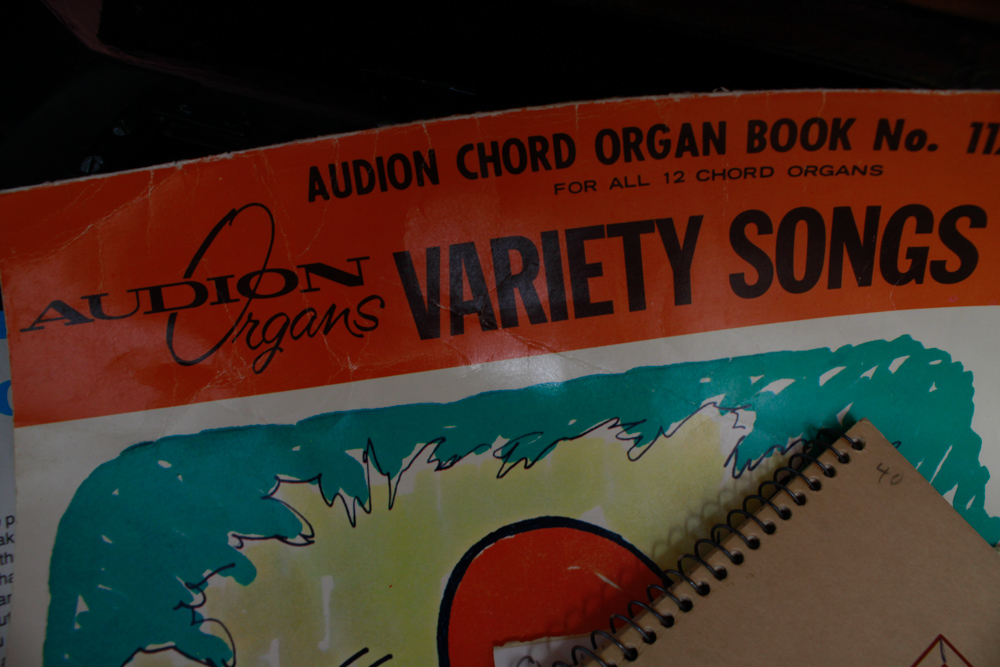 AUDION CHORD ORGAN BOOK No.
FOR ALL 12 CHORD ORGANS
AUDION
Organs
VARIETY SONGS
40